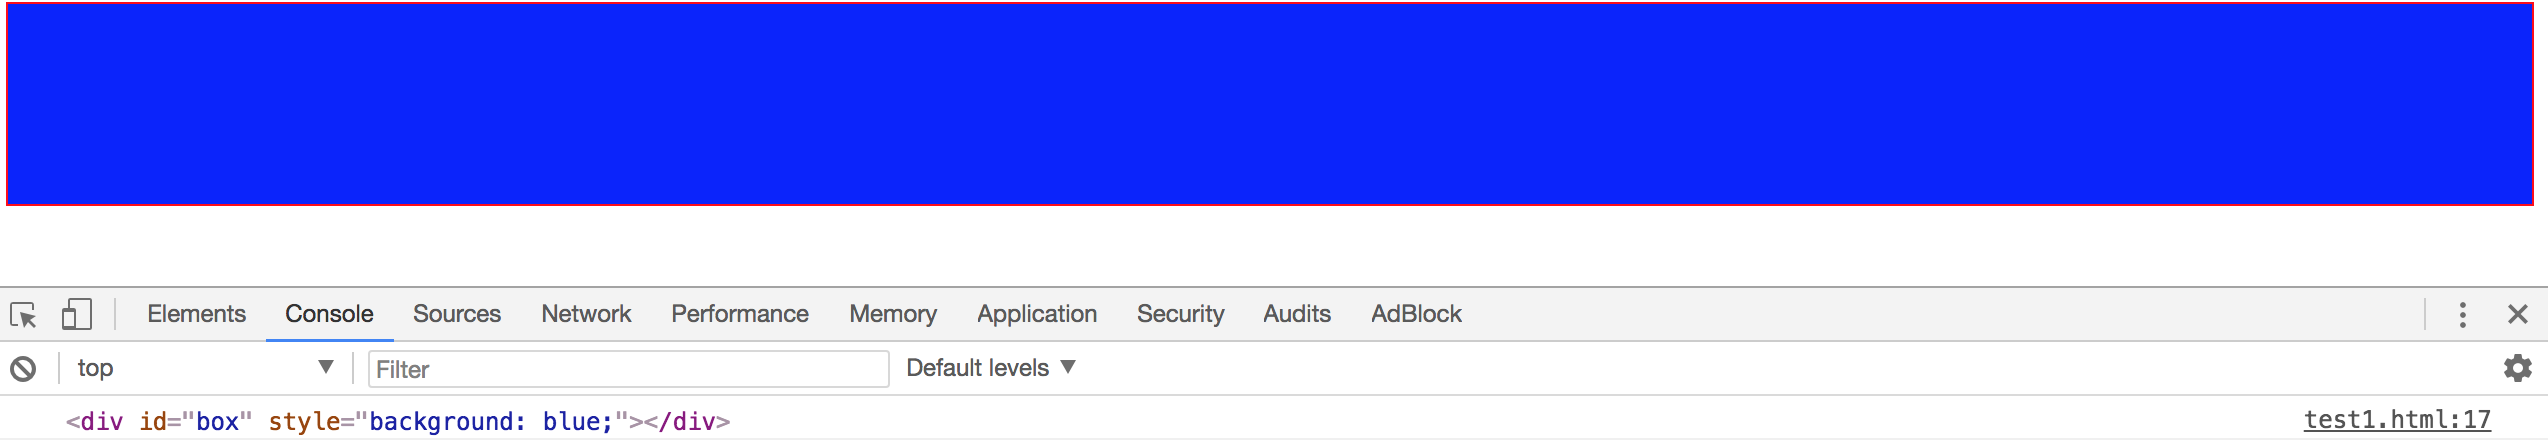 Elements Console Sources Network Performance Memory Application Security Audits AdBlock
top Filter Default levels
<div id="box" style="background: blue;"></div> test1.html:17